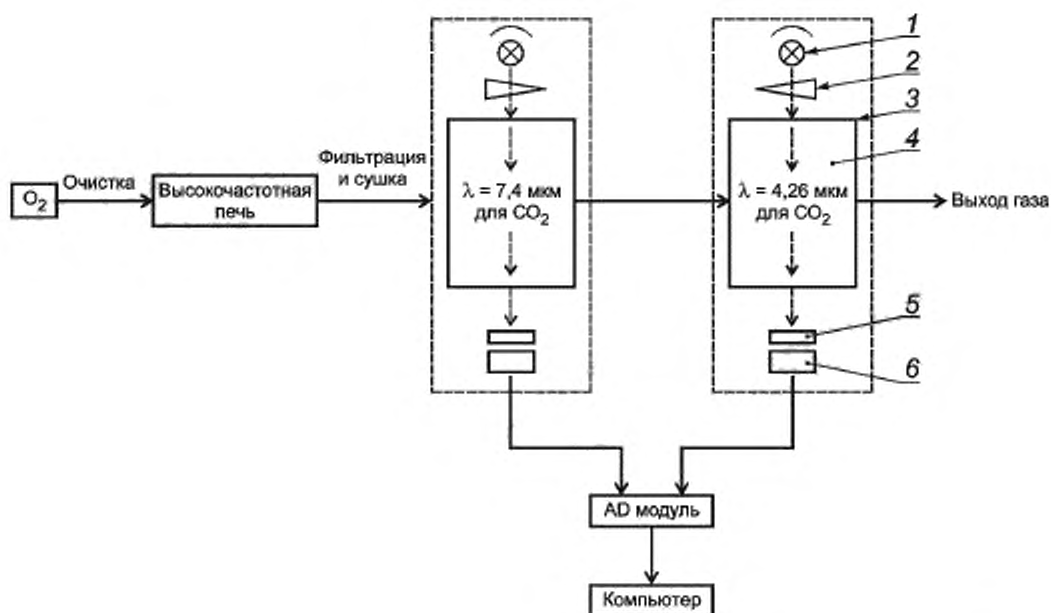 1
2
3
4
Фильтрация
и сушка
Очистка
O₂
Высокочастотная
печь
λ = 7,4 мкм
для CO₂
λ = 4,26 мкм
для CO₂
Выход газа
5
6
AD модуль
Компьютер